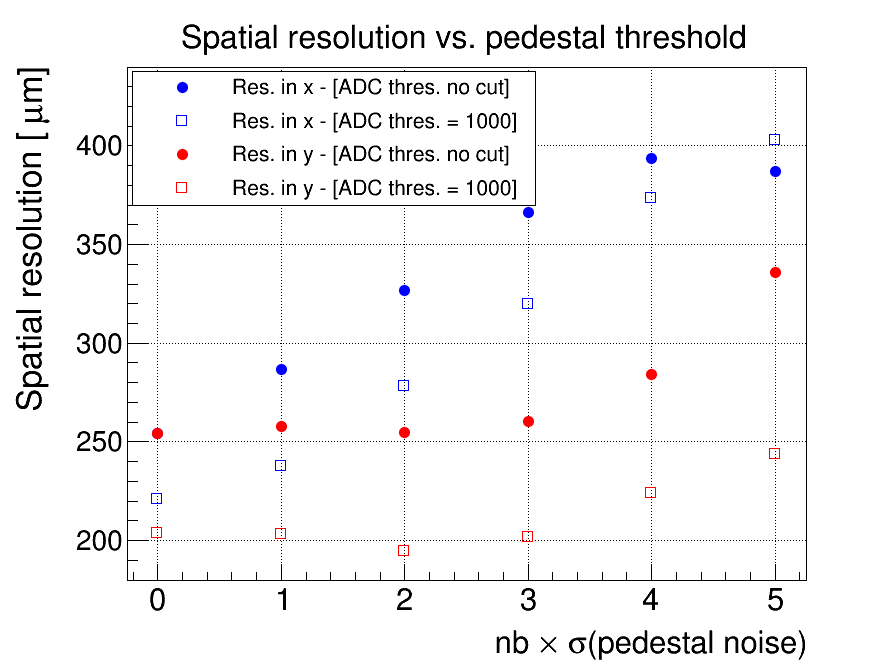 Spatial resolution vs. pedestal threshold
Spatial resolution [ μm]
Res. in x - [ADC thres. no cut]
Res. in x - [ADC thres. = 1000]
Res. in y - [ADC thres. no cut]
Res. in y - [ADC thres. = 1000]
400
350
300
250
200
0 1 2 3 4 5
nb × σ(pedestal noise)